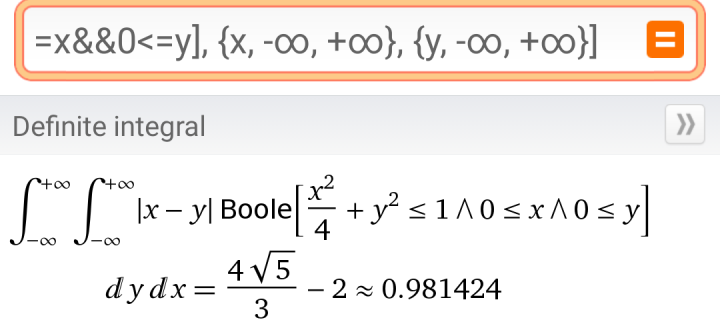 =x&&0<=y], {x, -∞, +∞}, {y, -∞, +∞}]
=
Definite integral
∫_{-∞}^{+∞} ∫_{-∞}^{+∞} |x − y| Boole[x²/4 + y² ≤ 1 ∧ 0 ≤ x ∧ 0 ≤ y]
dy dx = 4√5/3 − 2 ≈ 0.981424